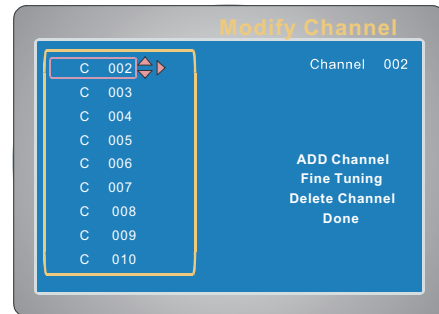 Modify Channel
C 002
C 003
C 004
C 005
C 006
C 007
C 008
C 009
C 010
Channel 002
ADD Channel
Fine Tuning
Delete Channel
Done